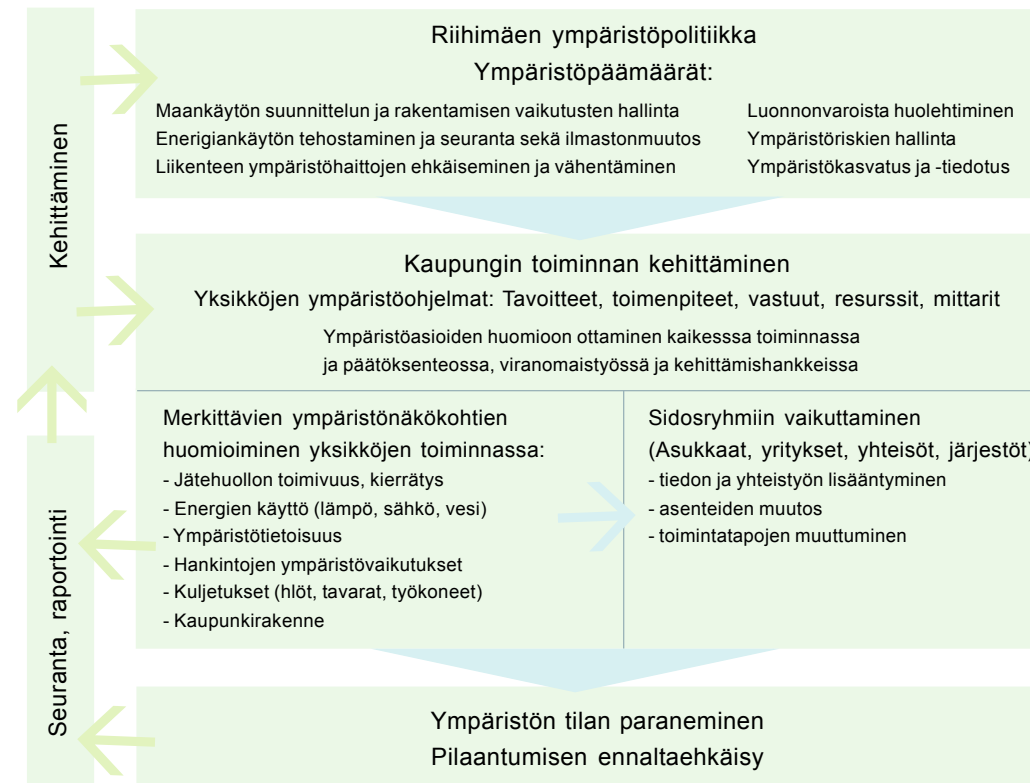 Riihimäen ympäristöpolitiikka
Ympäristöpäämäärät:
Maankäytön suunnittelun ja rakentamisen vaikutusten hallinta
Energiankäytön tehostaminen ja seuranta sekä ilmastonmuutos
Liikenteen ympäristöhaittojen ehkäiseminen ja vähentäminen
Luonnonvaroista huolehtiminen
Ympäristöriskien hallinta
Ympäristökasvatus ja -tiedotus
Kehittäminen
Kaupungin toiminnan kehittäminen
Yksikköjen ympäristöohjelmat: Tavoitteet, toimenpiteet, vastuut, resurssit, mittarit
Ympäristöasioiden huomioon ottaminen kaikesssa toiminnassa
ja päätöksenteossa, viranomaistyössä ja kehittämishankkeissa
Merkittävien ympäristönäkökohtien
huomioiminen yksikköjen toiminnassa:
- Jätehuollon toimivuus, kierrätys
- Energien käyttö (lämpö, sähkö, vesi)
- Ympäristötietoisuus
- Hankintojen ympäristövaikutukset
- Kuljetukset (hlöt, tavarat, työkoneet)
- Kaupunkirakenne
Sidosryhmiin vaikuttaminen
(Asukkaat, yritykset, yhteisöt, järjestöt)
- tiedon ja yhteistyön lisääntyminen
- asenteiden muutos
- toimintatapojen muuttuminen
Seuranta, raportointi
Ympäristön tilan paraneminen
Pilaantumisen ennaltaehkäisy